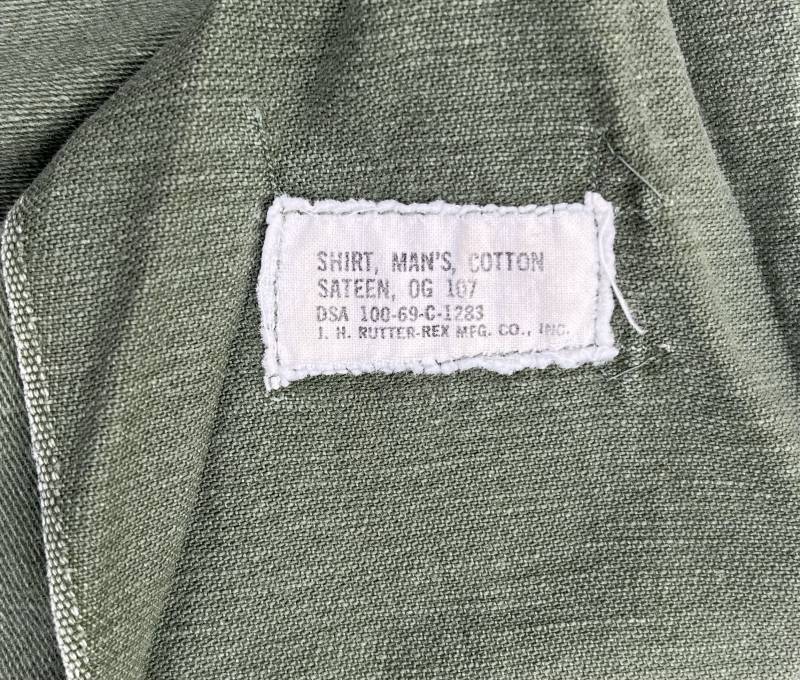 SHIRT, MAN'S, COTTON
SATEEN, OG 107
DSA 100-69-C-1283
J. H. RUTTER-REX MFG. CO., INC.